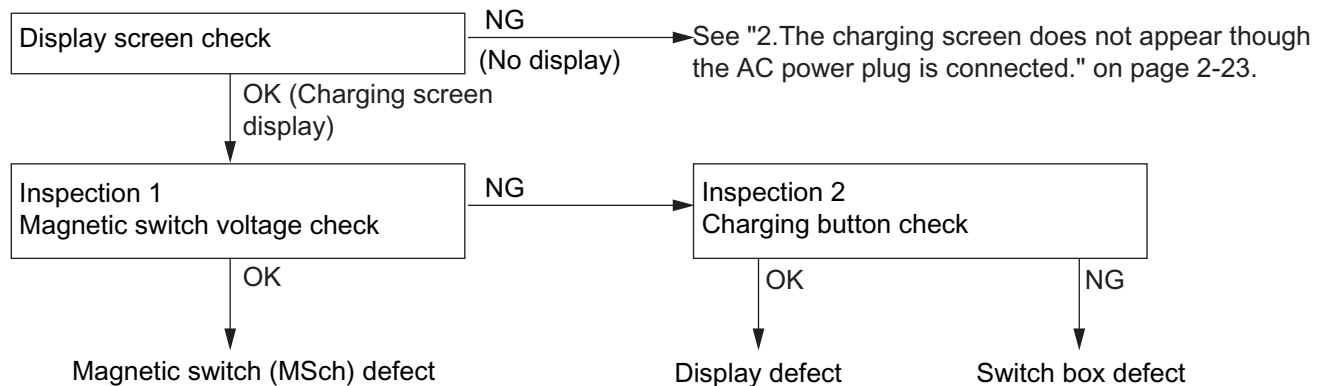 Display screen check
NG
(No display)
See "2.The charging screen does not appear though
the AC power plug is connected." on page 2-23.
OK (Charging screen
display)
Inspection 1
Magnetic switch voltage check
NG
Inspection 2
Charging button check
OK
OK
NG
Magnetic switch (MSch) defect
Display defect
Switch box defect